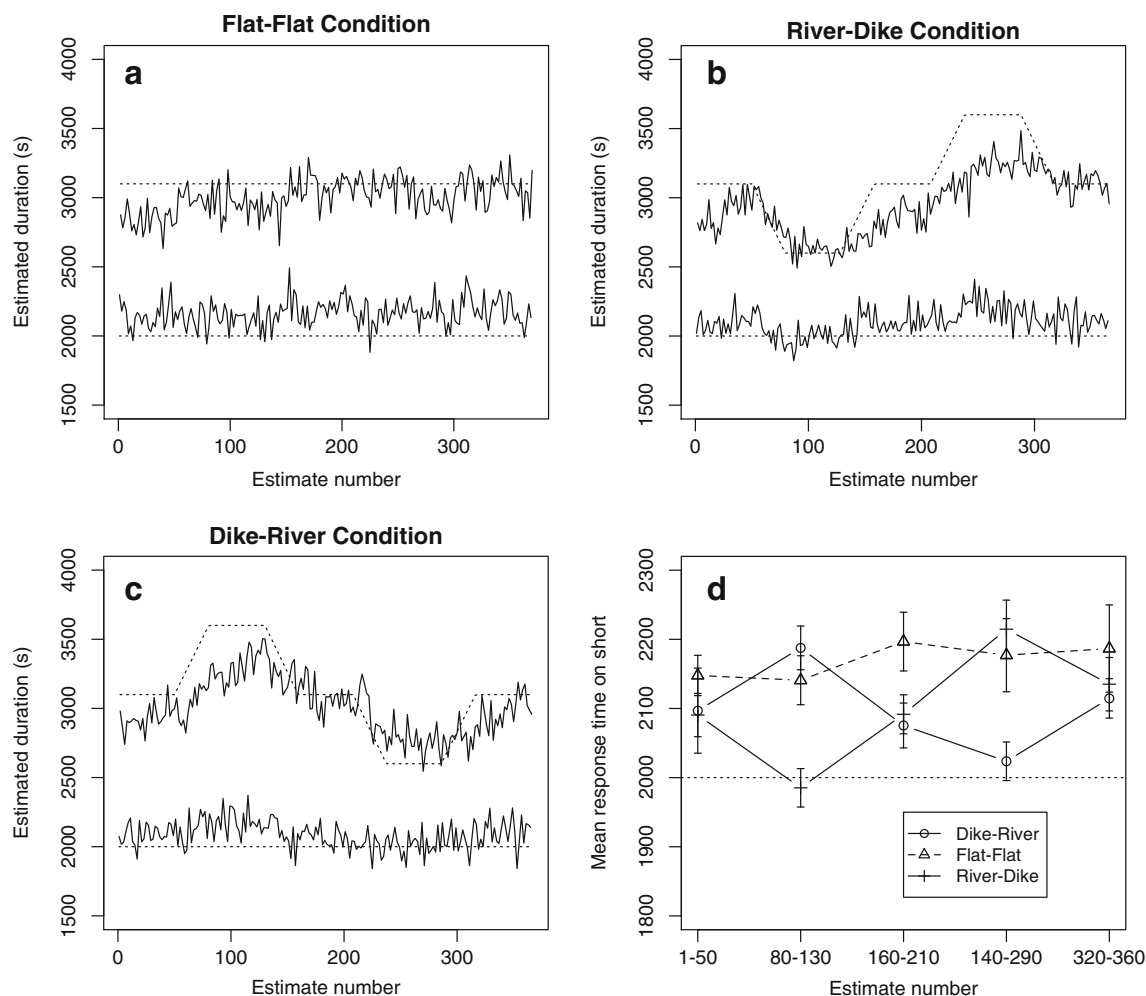 Flat-Flat Condition
a
Estimated duration (s)
4000
3500
3000
2500
2000
1500
0 100 200 300
Estimate number
River-Dike Condition
b
Estimated duration (s)
4000
3500
3000
2500
2000
1500
0 100 200 300
Estimate number
Dike-River Condition
c
Estimated duration (s)
4000
3500
3000
2500
2000
1500
0 100 200 300
Estimate number
d
Mean response time on short
2300
2200
2100
2000
1900
1800
Dike-River
Flat-Flat
River-Dike
1-50 80-130 160-210 140-290 320-360
Estimate number